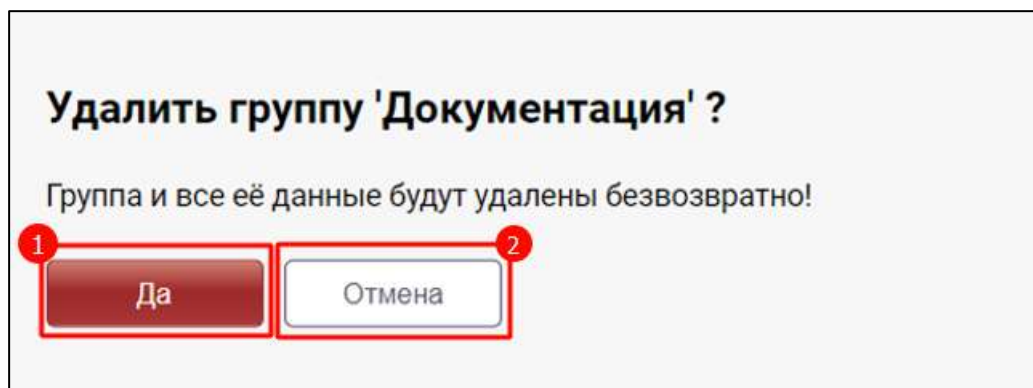 Удалить группу 'Документация' ?
Группа и все её данные будут удалены безвозвратно!
1 2
Да Отмена